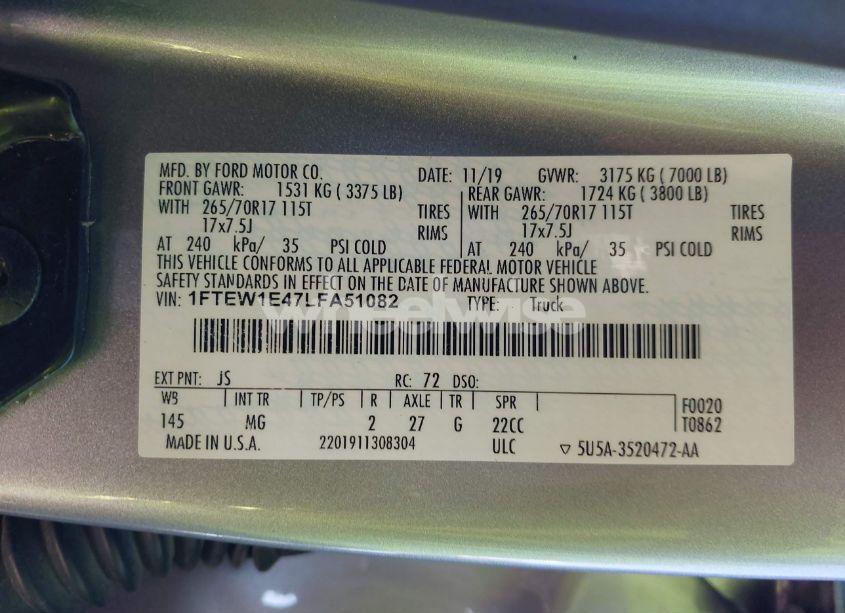 MFD. BY FORD MOTOR CO. DATE: 11/19 GVWR: 3175 KG ( 7000 LB)
FRONT GAWR: 1531 KG ( 3375 LB) REAR GAWR: 1724 KG ( 3800 LB)
WITH 265/70R17 115T TIRES WITH 265/70R17 115T TIRES
17x7.5J RIMS 17x7.5J RIMS
AT 240 kPa/ 35 PSI COLD AT 240 kPa/ 35 PSI COLD
THIS VEHICLE CONFORMS TO ALL APPLICABLE FEDERAL MOTOR VEHICLE
SAFETY STANDARDS IN EFFECT ON THE DATE OF MANUFACTURE SHOWN ABOVE.
VIN: 1FTEW1E47LFA51082 TYPE: Truck
wheelwise
EXT PNT: JS RC: 72 DSO:
WB INT TR TP/PS R AXLE TR SPR F0020
145 MG 2 27 G 22CC T0862
MADE IN U.S.A. 2201911308304 ULC ▽ 5U5A-3520472-AA